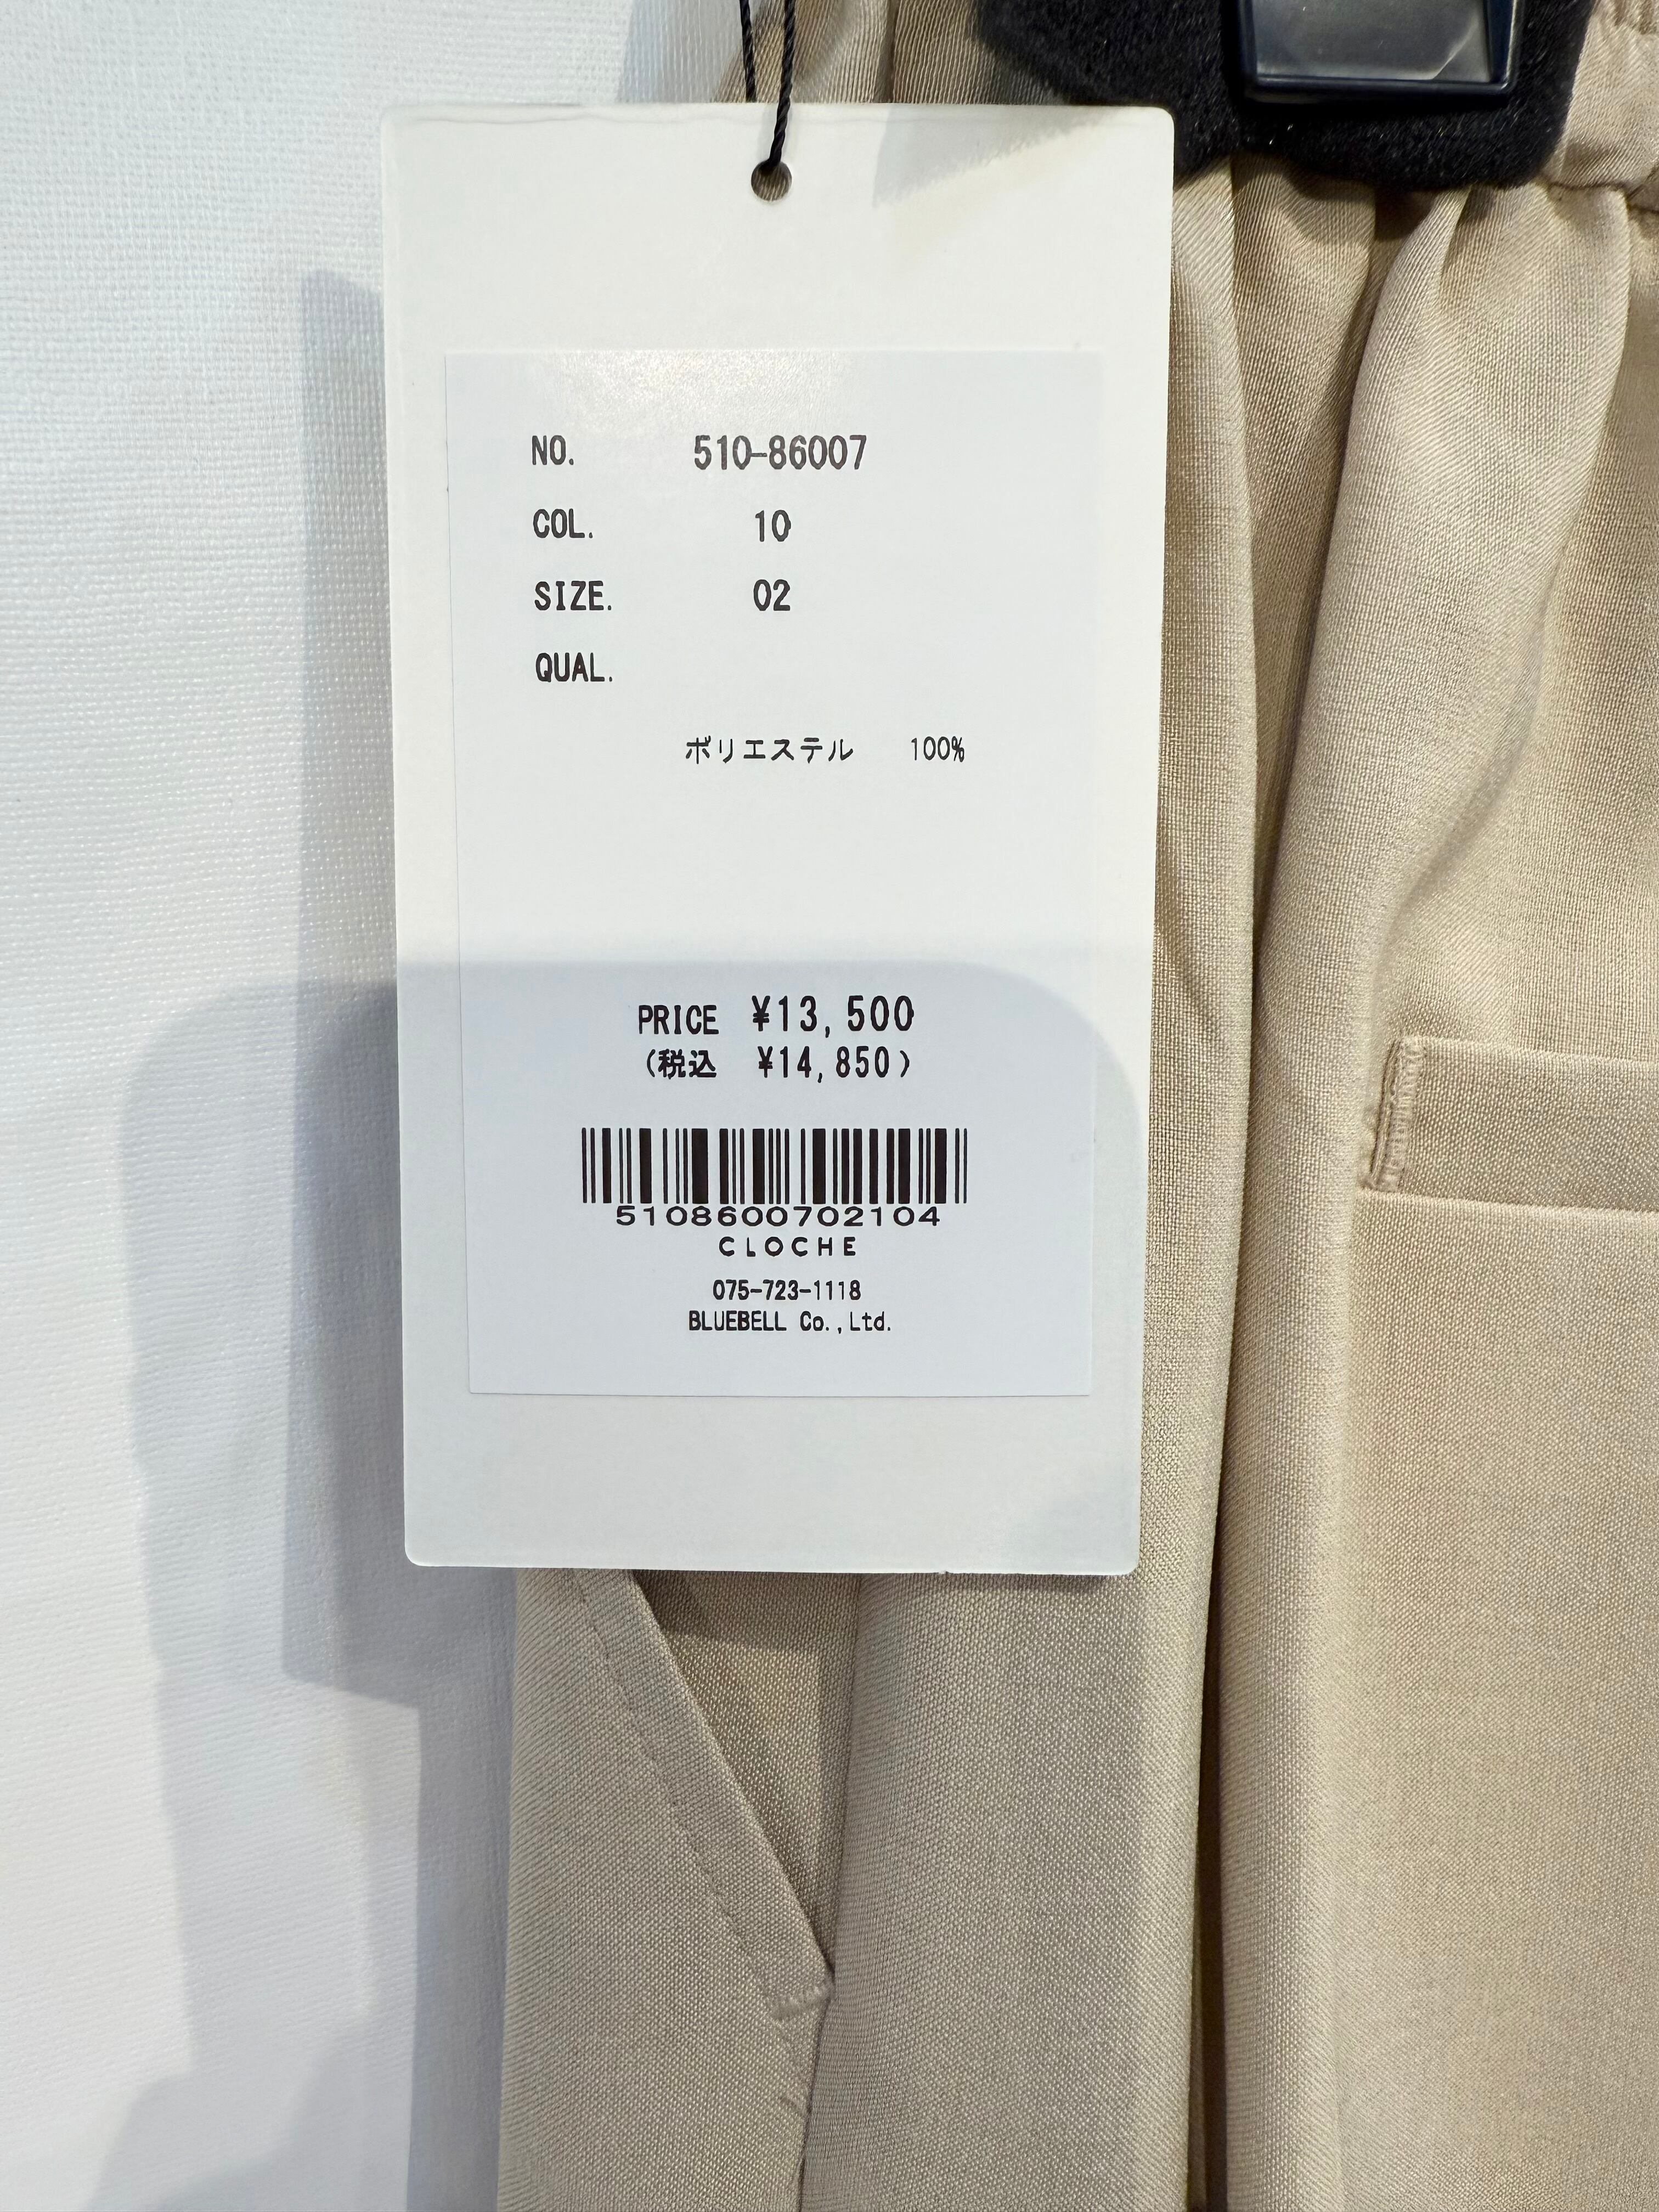 NO. 510-86007
COL. 10
SIZE. 02
QUAL.
ポリエステル 100%
PRICE ¥13,500
(税込 ¥14,850)
5108600702104
CLOCHE
075-723-1118
BLUEBELL Co.,Ltd.